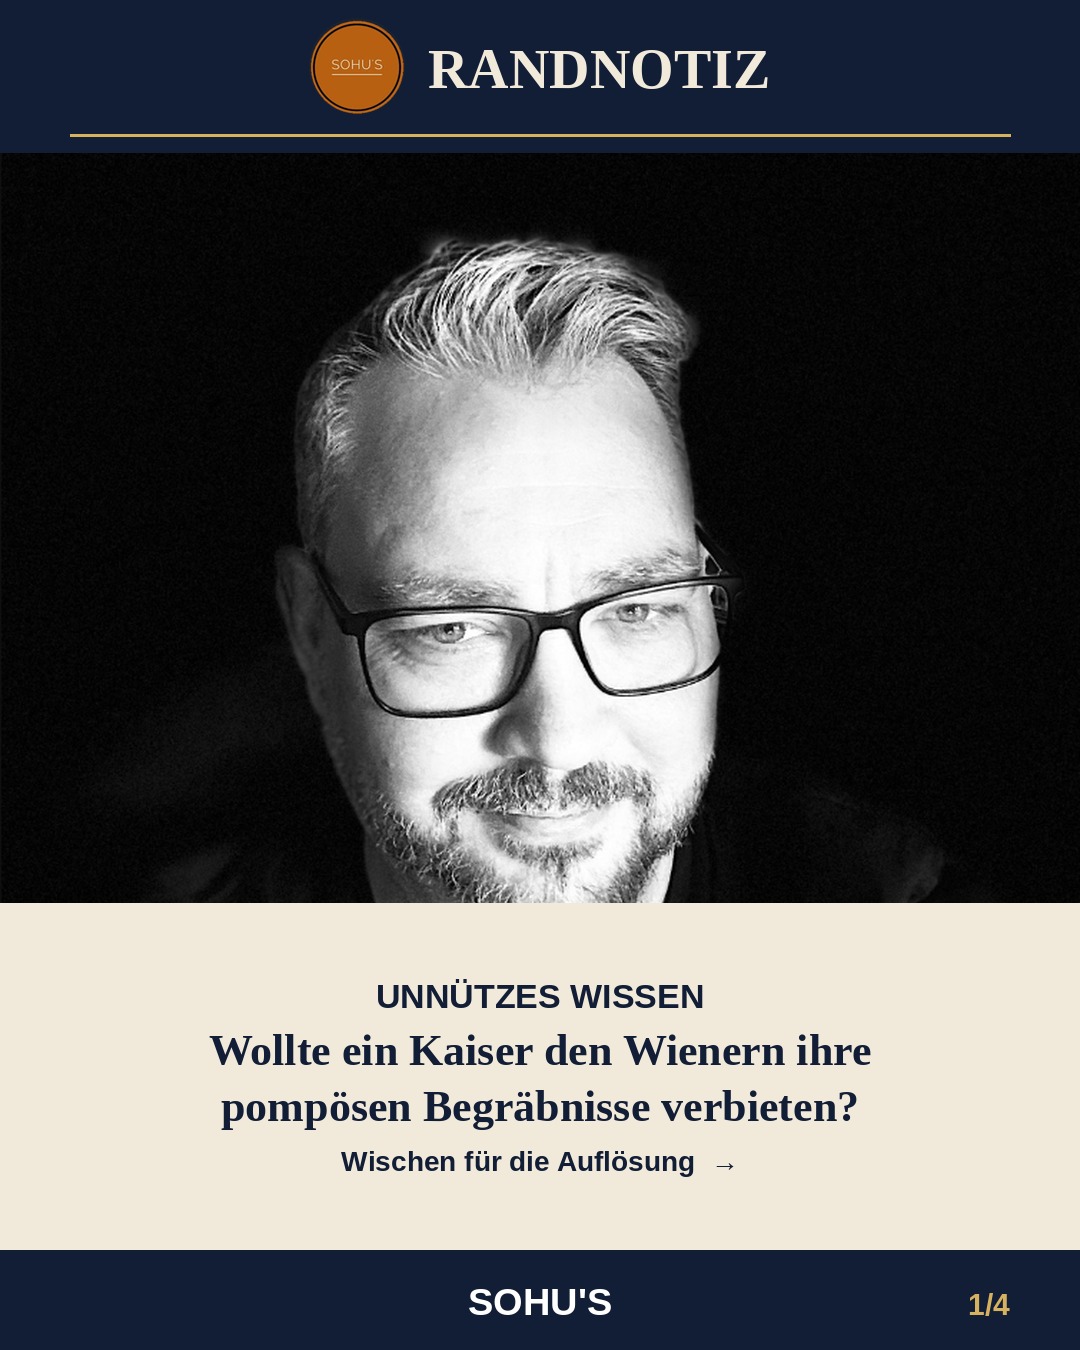 SOHU'S
RANDNOTIZ
UNNÜTZES WISSEN
Wollte ein Kaiser den Wienern ihre
pompösen Begräbnisse verbieten?
Wischen für die Auflösung →
SOHU'S
1/4